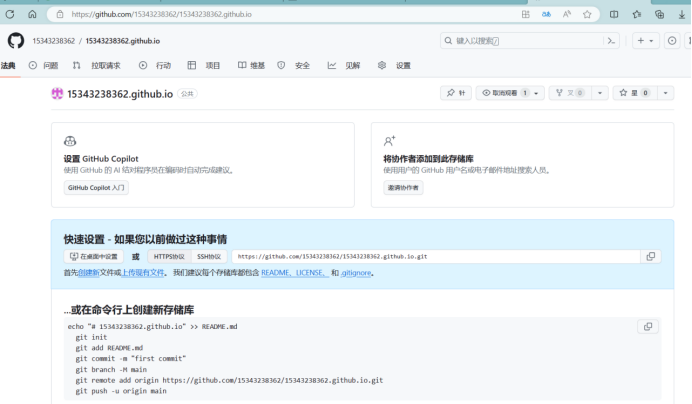 https://github.com/15343238362/15343238362.github.io
15343238362 / 15343238362.github.io
键入以搜索[/]
法典 问题 拉取请求 行动 项目 维基 安全 见解 设置
15343238362.github.io 公共
针 取消观看 1 叉 0 星 0
设置 GitHub Copilot
使用 GitHub 的 AI 结对程序员在编码时自动完成建议。
GitHub Copilot 入门
将协作者添加到此存储库
使用用户的 GitHub 用户名或电子邮件地址搜索人员。
邀请协作者
快速设置 - 如果您以前做过这种事情
在桌面中设置 或 HTTPS协议 SSH协议 https://github.com/15343238362/15343238362.github.io.git
首先创建新文件或上传现有文件。 我们建议每个存储库都包含 README、LICENSE、 和 .gitignore。
...或在命令行上创建新存储库
echo "# 15343238362.github.io" >> README.md
git init
git add README.md
git commit -m "first commit"
git branch -M main
git remote add origin https://github.com/15343238362/15343238362.github.io.git
git push -u origin main